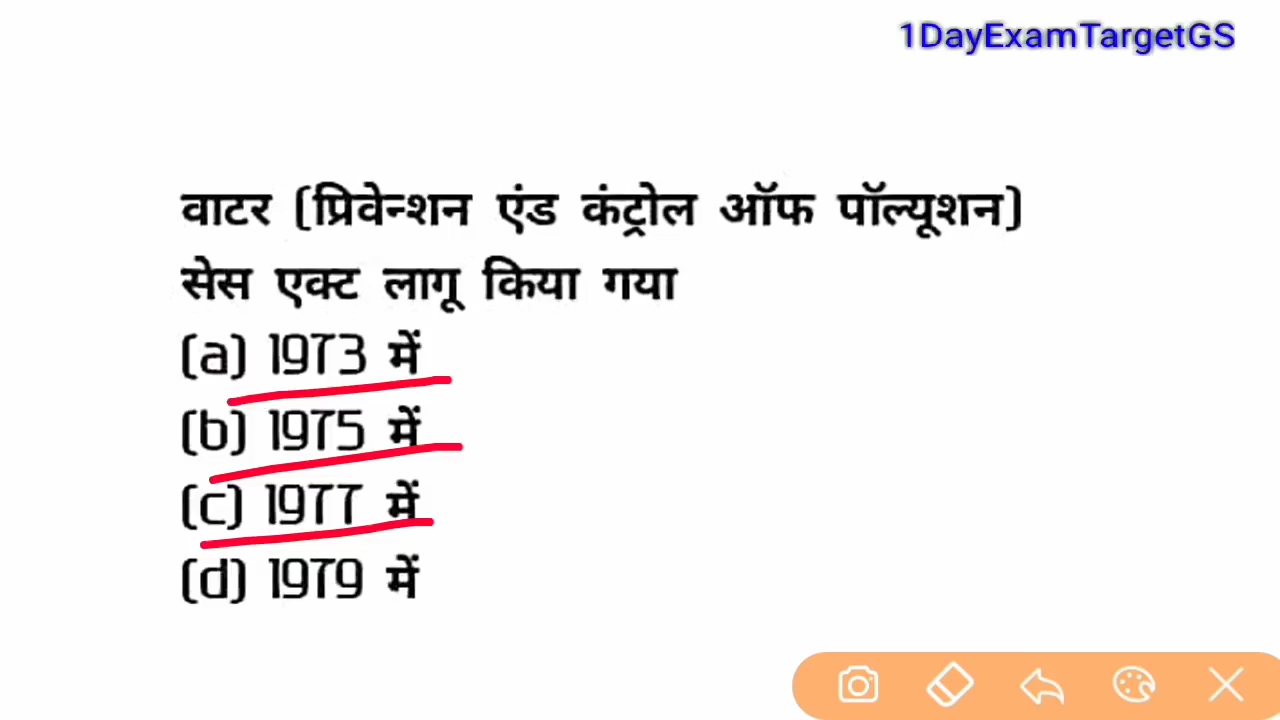 1DayExamTargetGS
वाटर (प्रिवेन्शन एंड कंट्रोल ऑफ पॉल्यूशन)
सेस एक्ट लागू किया गया
(a) 1973 में
(b) 1975 में
(c) 1977 में
(d) 1979 में